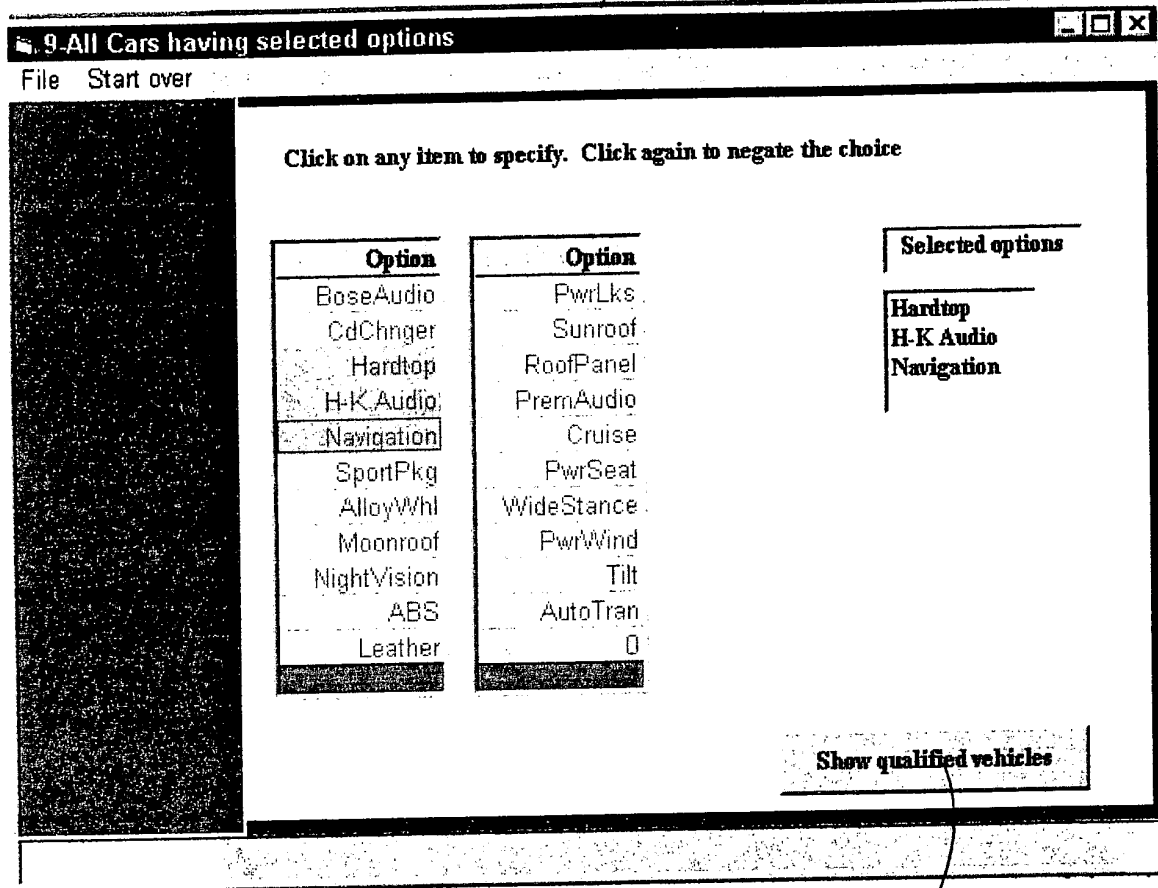 9-All Cars having selected options
File Start over
Click on any item to specify. Click again to negate the choice
Option
BoseAudio
CdChnger
Hardtop
H-K Audio
Navigation
SportPkg
AlloyWhl
Moonroof
NightVision
ABS
Leather
Option
PwrLks
Sunroof
RoofPanel
PremAudio
Cruise
PwrSeat
WideStance
PwrWind
Tilt
AutoTran
0
Selected options
Hardtop
H-K Audio
Navigation
Show qualified vehicles